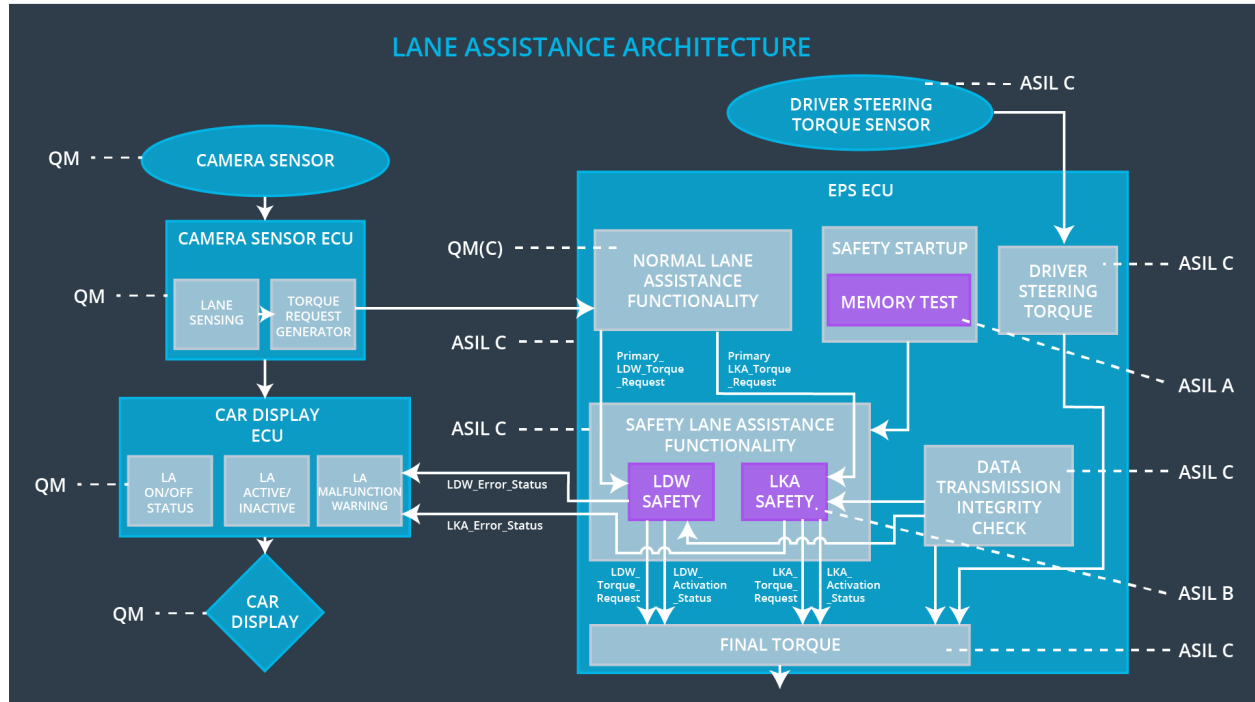 LANE ASSISTANCE ARCHITECTURE
ASIL C
DRIVER STEERING
TORQUE SENSOR
QM
CAMERA SENSOR
EPS ECU
CAMERA SENSOR ECU
QM(C)
NORMAL LANE
ASSISTANCE
FUNCTIONALITY
SAFETY STARTUP
MEMORY TEST
DRIVER
STEERING
TORQUE
ASIL C
QM
LANE
SENSING
TORQUE
REQUEST
GENERATOR
ASIL C
Primary_
LDW_Torque
_Request
Primary
LKA_Torque
_Request
ASIL A
CAR DISPLAY
ECU
ASIL C
SAFETY LANE ASSISTANCE
FUNCTIONALITY
QM
LA
ON/OFF
STATUS
LA
ACTIVE/
INACTIVE
LA
MALFUNCTION
WARNING
LDW_Error_Status
LKA_Error_Status
LDW
SAFETY
LKA
SAFETY
DATA
TRANSMISSION
INTEGRITY
CHECK
ASIL C
LDW_
Torque_
Request
LDW_
Activation
_Status
LKA_
Torque_
Request
LKA_
Activation
_Status
ASIL B
QM
CAR
DISPLAY
FINAL TORQUE
ASIL C